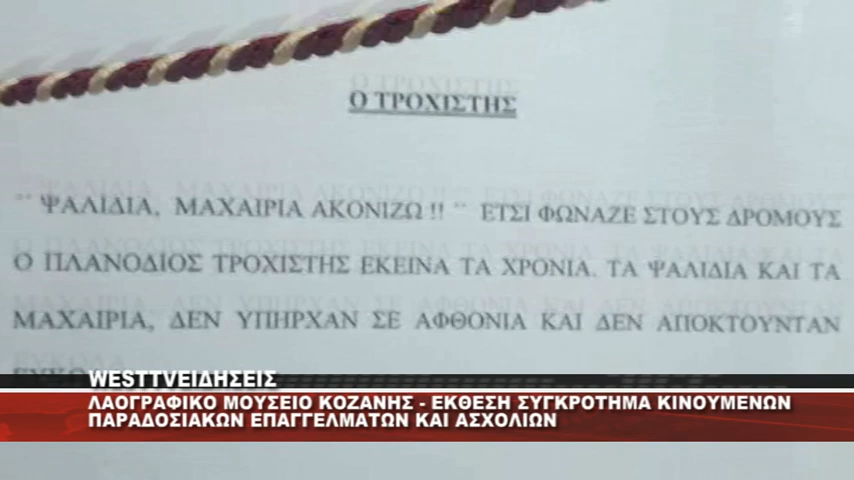 Ο ΤΡΟΧΙΣΤΗΣ
¨ ΨΑΛΙΔΙΑ, ΜΑΧΑΙΡΙΑ ΑΚΟΝΙΖΩ !! ¨ ΕΤΣΙ ΦΩΝΑΖΕ ΣΤΟΥΣ ΔΡΟΜΟΥΣ
Ο ΠΛΑΝΟΔΙΟΣ ΤΡΟΧΙΣΤΗΣ ΕΚΕΙΝΑ ΤΑ ΧΡΟΝΙΑ. ΤΑ ΨΑΛΙΔΙΑ ΚΑΙ ΤΑ
ΜΑΧΑΙΡΙΑ, ΔΕΝ ΥΠΗΡΧΑΝ ΣΕ ΑΦΘΟΝΙΑ ΚΑΙ ΔΕΝ ΑΠΟΚΤΟΥΝΤΑΝ
WESTTVΕΙΔΗΣΕΙΣ
ΛΑΟΓΡΑΦΙΚΟ ΜΟΥΣΕΙΟ ΚΟΖΑΝΗΣ - ΕΚΘΕΣΗ ΣΥΓΚΡΟΤΗΜΑ ΚΙΝΟΥΜΕΝΩΝ
ΠΑΡΑΔΟΣΙΑΚΩΝ ΕΠΑΓΓΕΛΜΑΤΩΝ ΚΑΙ ΑΣΧΟΛΙΩΝ